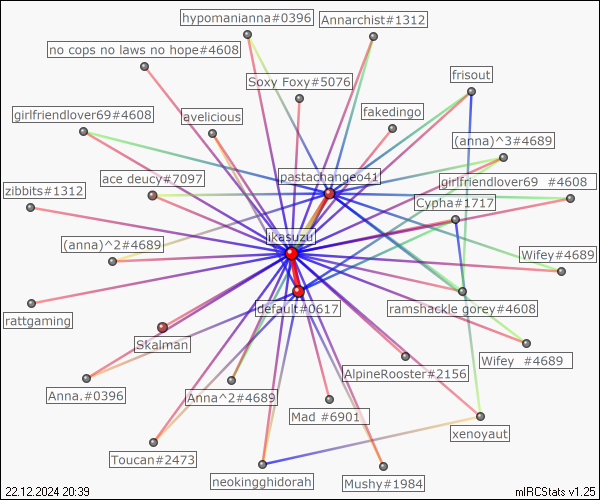 hypomanianna#0396
Annarchist#1312
no cops no laws no hope#4608
frisout
Soxy Foxy#5076
girlfriendlover69#4608
avelicious
fakedingo
(anna)^3#4689
ace deucy#7097
pastachangeo41
girlfriendlover69 #4608
zibbits#1312
Cypha#1717
ikasuzu
(anna)^2#4689
Wifey#4689
default#0617
ramshackle gorey#4608
rattgaming
Skalman
Wifey #4689
AlpineRooster#2156
Anna.#0396
Anna^2#4689
Mad #6901
xenoyaut
Toucan#2473
neokingghidorah
Mushy#1984
22.12.2024 20:39
mIRCStats v1.25